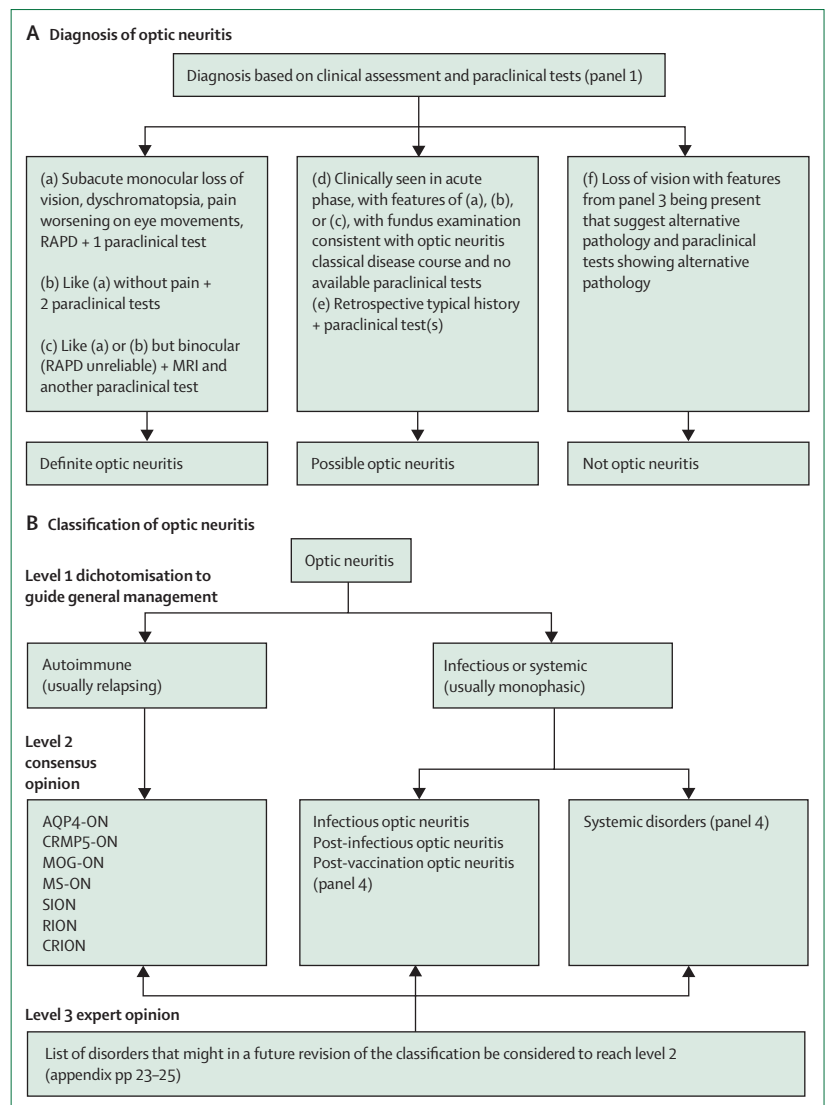 A Diagnosis of optic neuritis
Diagnosis based on clinical assessment and paraclinical tests (panel 1)
(a) Subacute monocular loss of
vision, dyschromatopsia, pain
worsening on eye movements,
RAPD + 1 paraclinical test
(b) Like (a) without pain +
2 paraclinical tests
(c) Like (a) or (b) but binocular
(RAPD unreliable) + MRI and
another paraclinical test
(d) Clinically seen in acute
phase, with features of (a), (b),
or (c), with fundus examination
consistent with optic neuritis
classical disease course and no
available paraclinical tests
(e) Retrospective typical history
+ paraclinical test(s)
(f) Loss of vision with features
from panel 3 being present
that suggest alternative
pathology and paraclinical
tests showing alternative
pathology
Definite optic neuritis
Possible optic neuritis
Not optic neuritis
B Classification of optic neuritis
Optic neuritis
Level 1 dichotomisation to
guide general management
Autoimmune
(usually relapsing)
Infectious or systemic
(usually monophasic)
Level 2
consensus
opinion
AQP4-ON
CRMP5-ON
MOG-ON
MS-ON
SION
RION
CRION
Infectious optic neuritis
Post-infectious optic neuritis
Post-vaccination optic neuritis
(panel 4)
Systemic disorders (panel 4)
Level 3 expert opinion
List of disorders that might in a future revision of the classification be considered to reach level 2
(appendix pp 23–25)